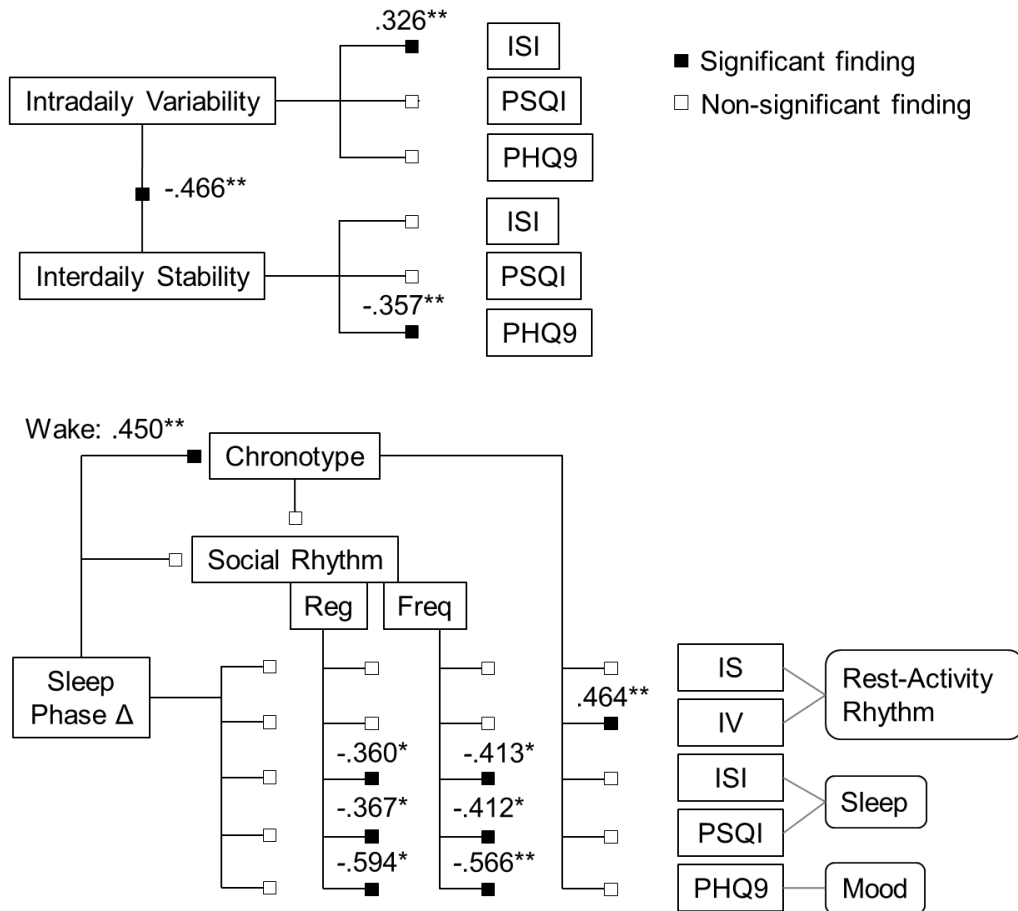 .326**
ISI
Significant finding
Intradaily Variability
PSQI
Non-significant finding
PHQ9
-.466**
ISI
Interdaily Stability
PSQI
-.357**
PHQ9
Wake: .450**
Chronotype
Social Rhythm
Reg
Freq
Sleep
Phase Δ
IS
.464**
Rest-Activity
Rhythm
IV
-.360*
-.413*
ISI
-.367*
-.412*
Sleep
PSQI
-.594*
-.566**
PHQ9
Mood